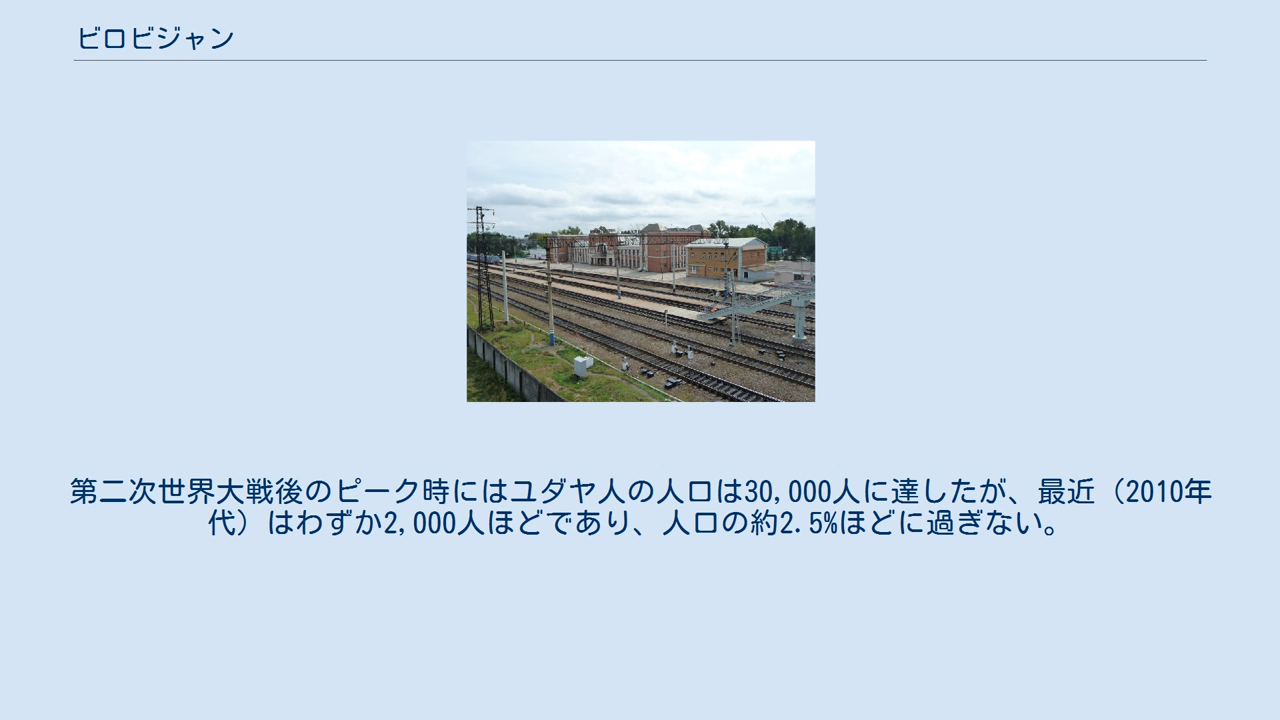 ビロビジャン
第二次世界大戦後のピーク時にはユダヤ人の人口は30,000人に達したが、最近（2010年
代）はわずか2,000人ほどであり、人口の約2.5%ほどに過ぎない。